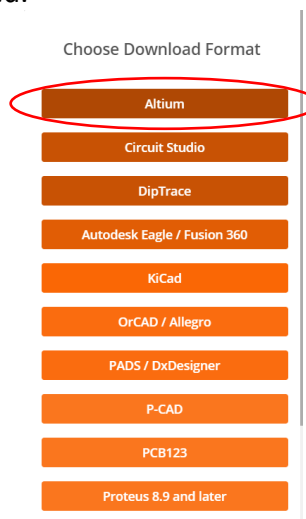 Choose Download Format
Altium
Circuit Studio
DipTrace
Autodesk Eagle / Fusion 360
KiCad
OrCAD / Allegro
PADS / DxDesigner
P-CAD
PCB123
Proteus 8.9 and later